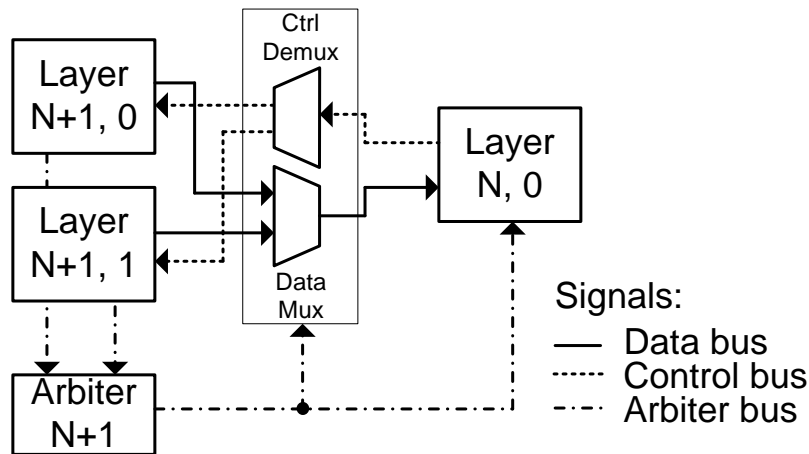 Ctrl
Demux
Layer
N+1, 0
Layer
N, 0
Layer
N+1, 1
Data
Mux
Arbiter
N+1
Signals:
Data bus
Control bus
Arbiter bus